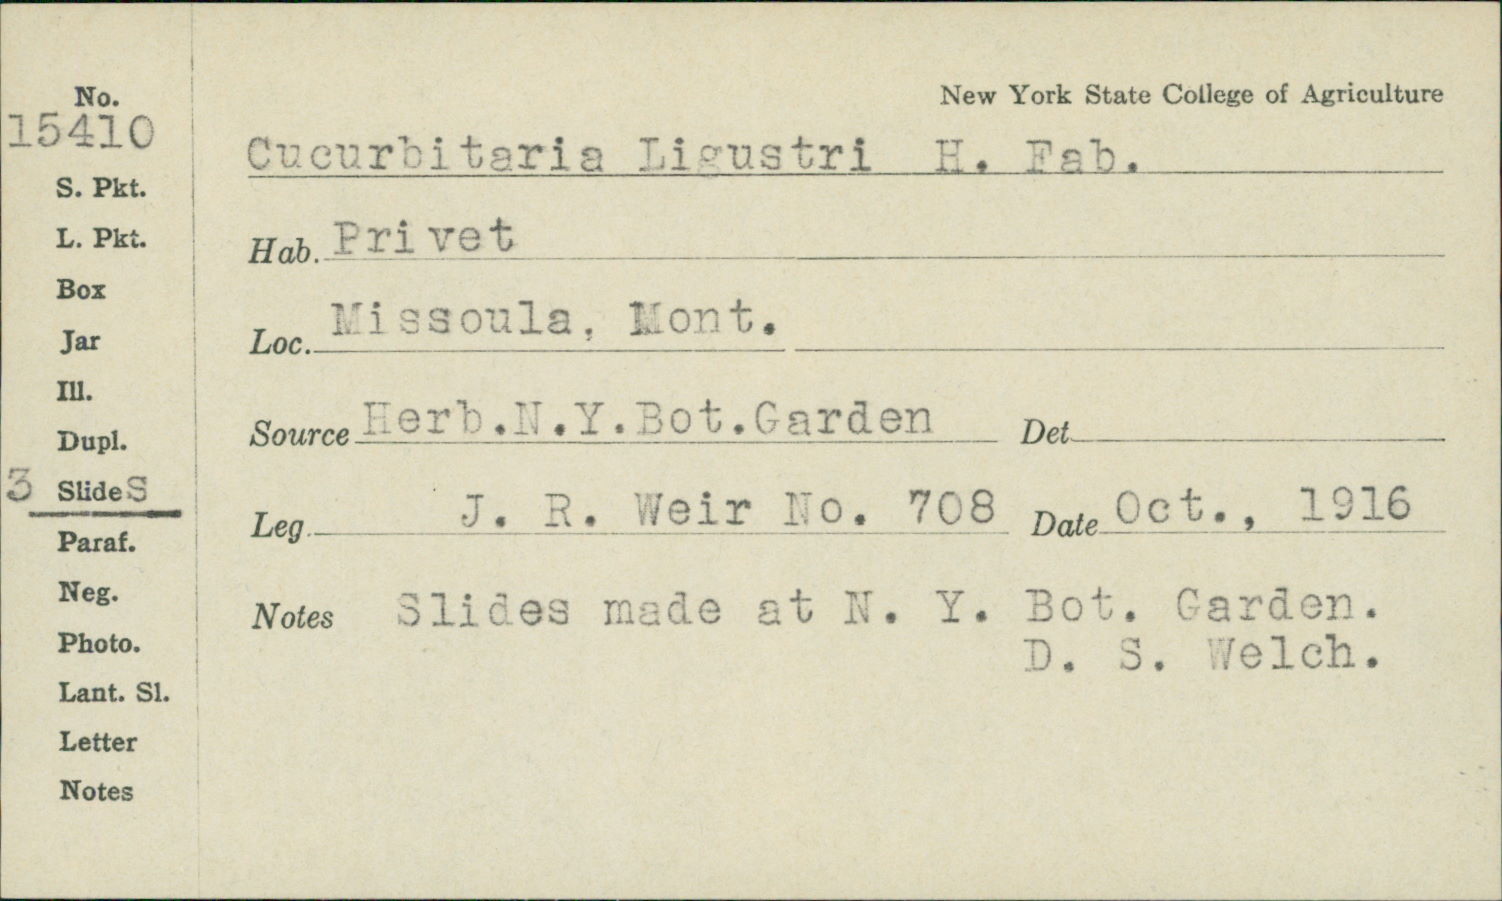 No.
15410
S. Pkt.
L. Pkt.
Box
Jar
Ill.
Dupl.
3 Slides
Paraf.
Neg.
Photo.
Lant. Sl.
Letter
Notes
New York State College of Agriculture
Cucurbitaria Ligustri H. Fab.
Hab. Privet
Loc. Missoula, Mont.
Source Herb.N.Y.Bot.Garden Det
Leg. J. R. Weir No. 708 Date Oct., 1916
Notes Slides made at N. Y. Bot. Garden.
D. S. Welch.